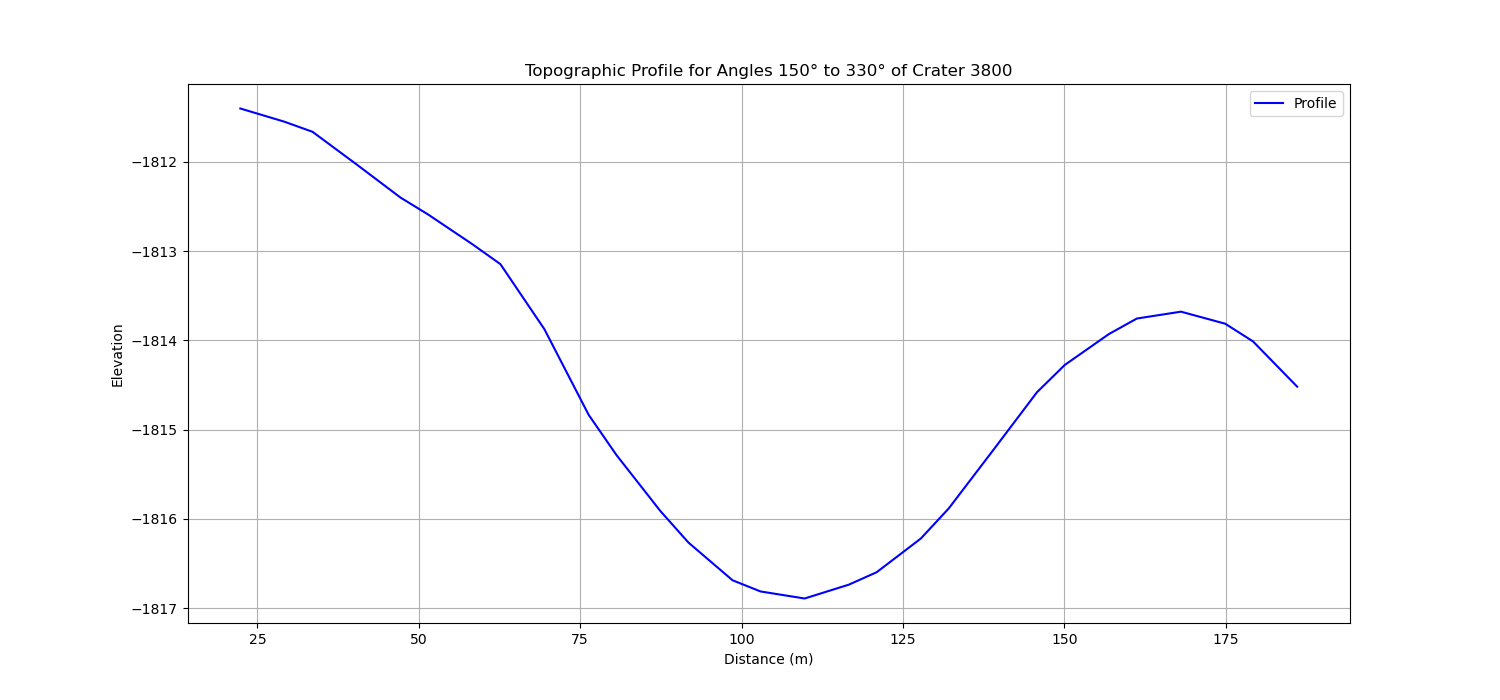 Topographic Profile for Angles 150° to 330° of Crater 3800
Profile
−1812
−1813
−1814
−1815
−1816
−1817
Elevation
25 50 75 100 125 150 175
Distance (m)